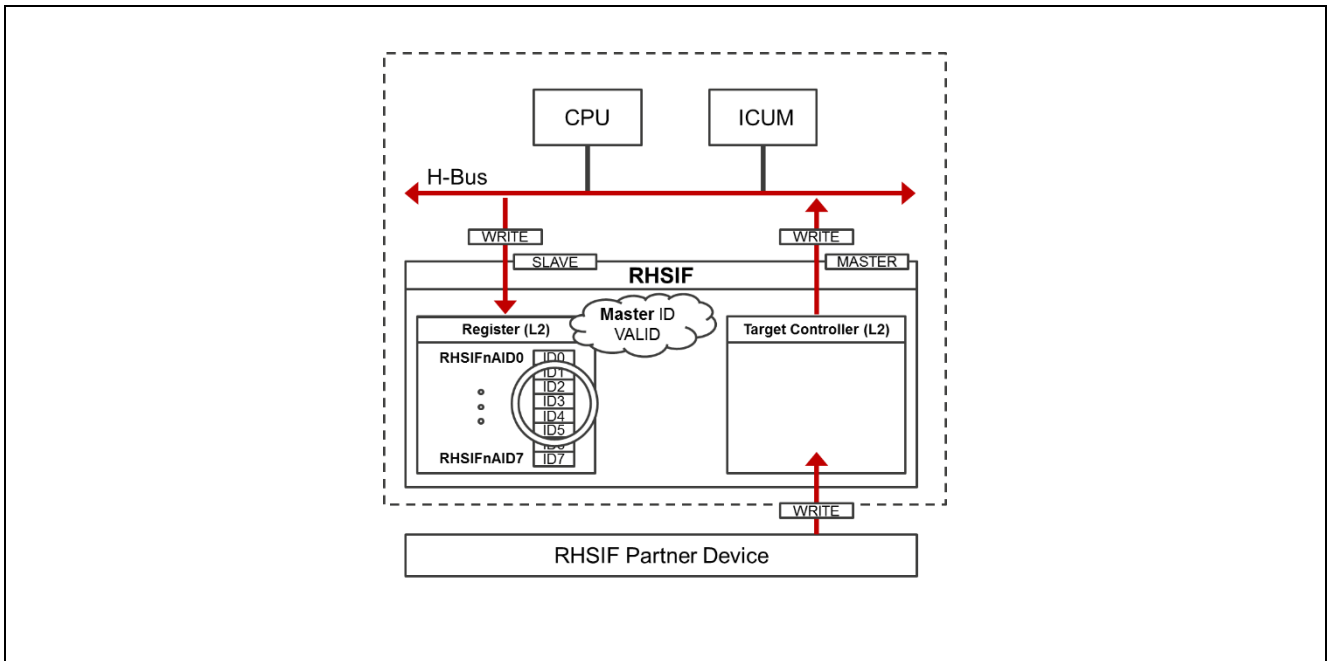 CPU
ICUM
H-Bus
WRITE
WRITE
SLAVE
MASTER
RHSIF
Master ID
VALID
Register (L2)
Target Controller (L2)
RHSIFnAID0
ID0
ID1
ID2
ID3
ID4
ID5
ID6
RHSIFnAID7
ID7
WRITE
RHSIF Partner Device